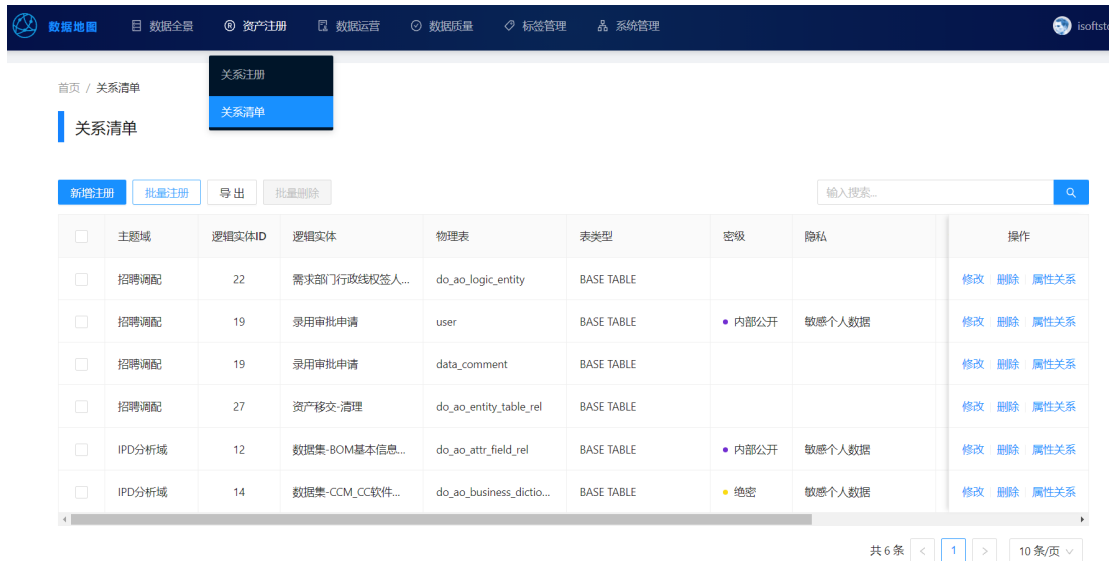 数据地图 数据全景 资产注册 数据运营 数据质量 标签管理 系统管理 isoftsto
关系注册
首页 / 关系清单
关系清单
关系清单
新增注册 批量注册 导出 批量删除 输入搜索...
主题域 逻辑实体ID 逻辑实体 物理表 表类型 密级 隐私 操作
招聘调配 22 需求部门行政线权签人... do_ao_logic_entity BASE TABLE 修改 删除 属性关系
招聘调配 19 录用审批申请 user BASE TABLE 内部公开 敏感个人数据 修改 删除 属性关系
招聘调配 19 录用审批申请 data_comment BASE TABLE 修改 删除 属性关系
招聘调配 27 资产移交-清理 do_ao_entity_table_rel BASE TABLE 修改 删除 属性关系
IPD分析域 12 数据集-BOM基本信息... do_ao_attr_field_rel BASE TABLE 内部公开 敏感个人数据 修改 删除 属性关系
IPD分析域 14 数据集-CCM_CC软件... do_ao_business_dictio... BASE TABLE 绝密 敏感个人数据 修改 删除 属性关系
共 6 条 < 1 > 10 条/页